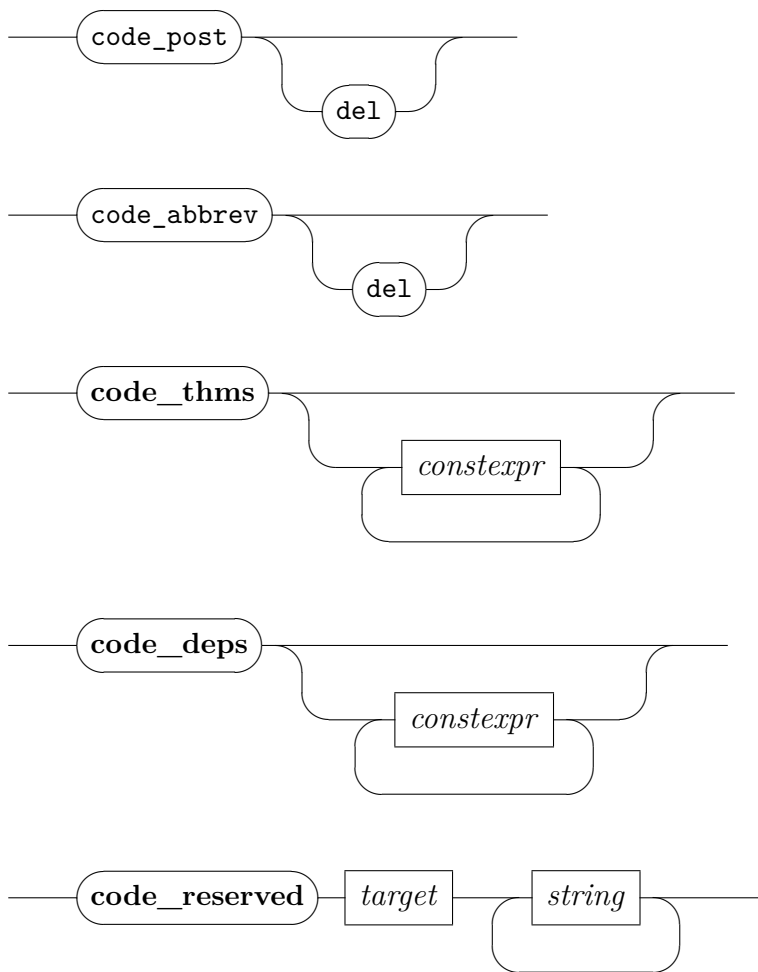 code_post
del
code_abbrev
del
code_thms
constexpr
code_deps
constexpr
code_reserved target string